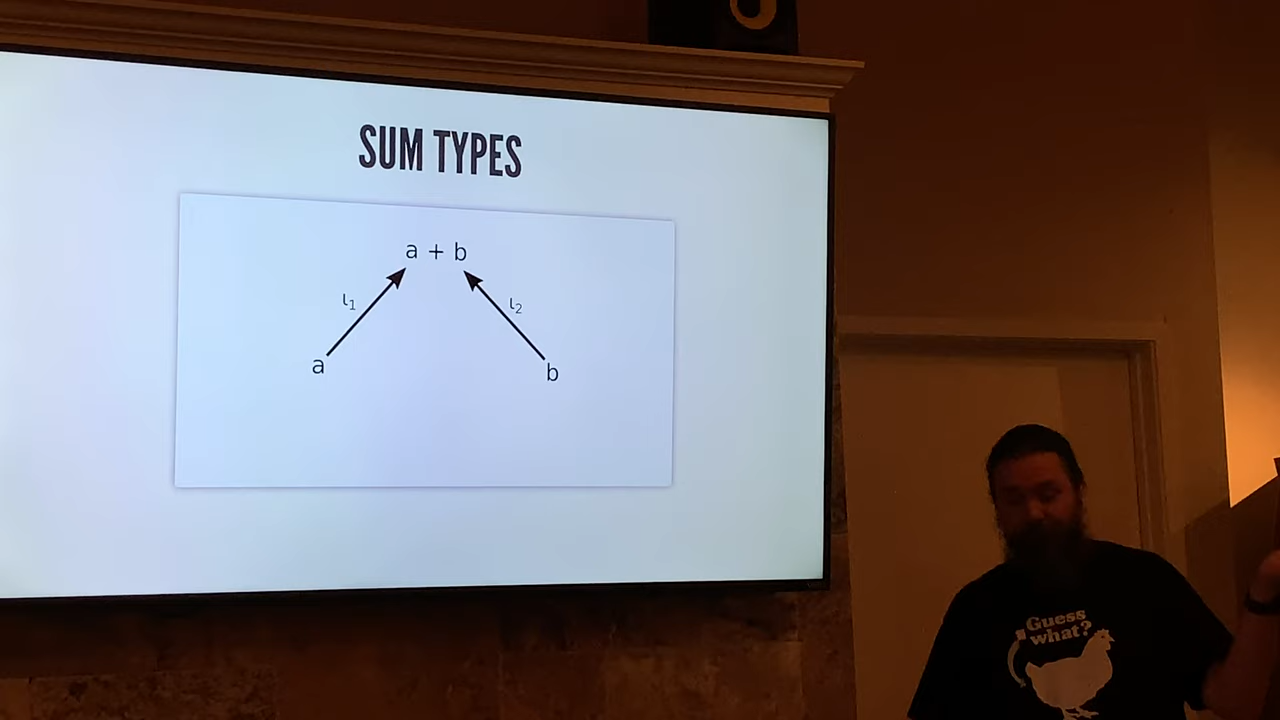 SUM TYPES
a + b
ι₁
ι₂
a
b
Guess
what?